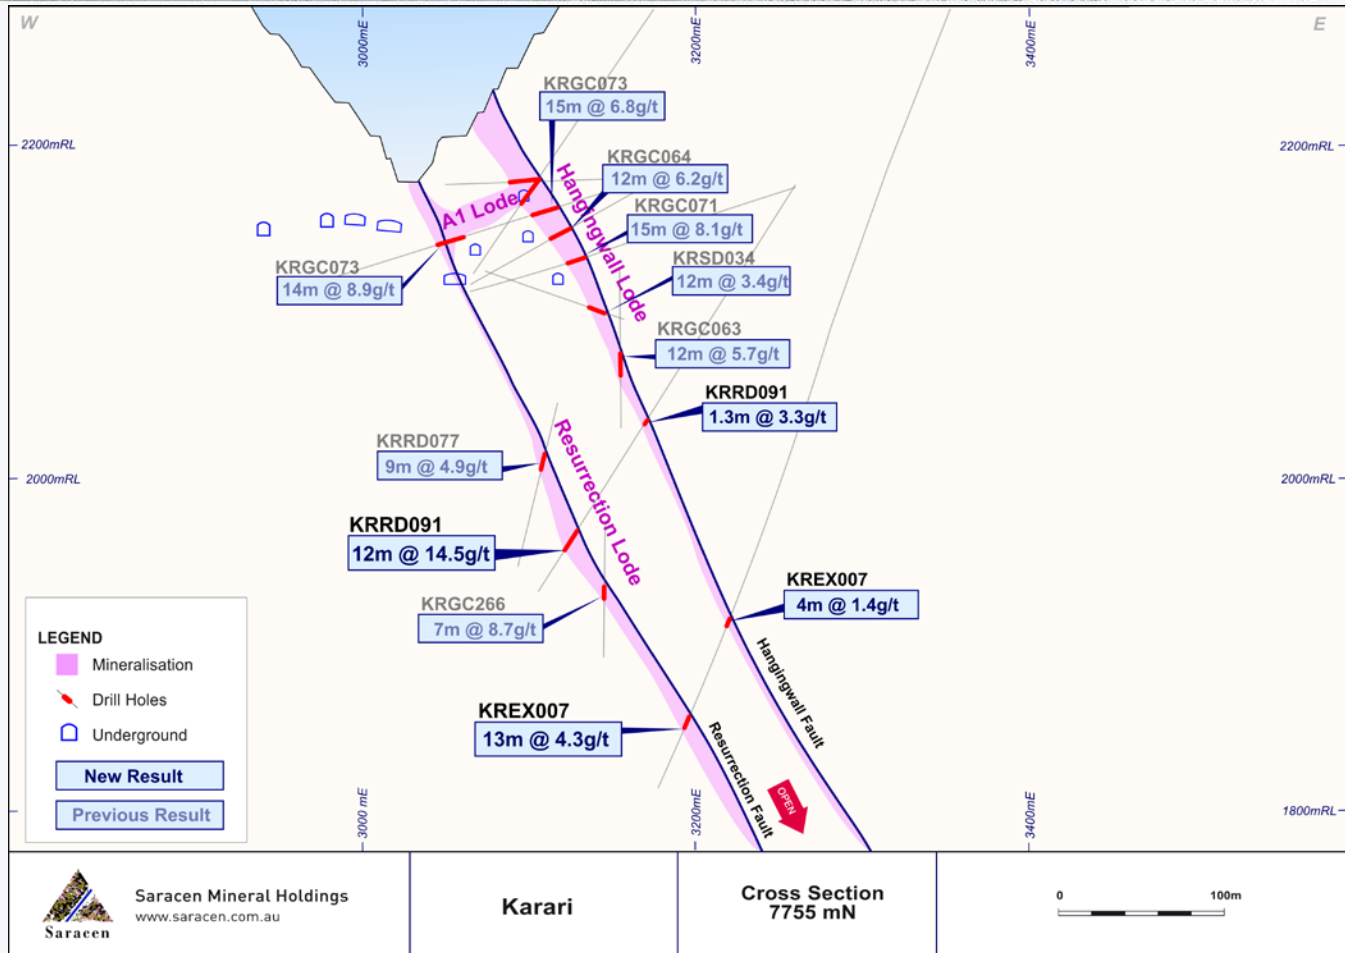 W
E
3000mE
3200mE
3400mE
2200mRL
2200mRL
KRGC073
15m @ 6.8g/t
KRGC064
12m @ 6.2g/t
KRGC071
15m @ 8.1g/t
A1 Lode
Hangingwall Lode
KRGC073
14m @ 8.9g/t
KRSD034
12m @ 3.4g/t
KRGC063
12m @ 5.7g/t
KRRD091
1.3m @ 3.3g/t
KRRD077
9m @ 4.9g/t
Resurrection Lode
2000mRL
2000mRL
KRRD091
12m @ 14.5g/t
KRGC266
7m @ 8.7g/t
KREX007
4m @ 1.4g/t
Hangingwall Fault
KREX007
13m @ 4.3g/t
Resurrection Fault
OPEN
LEGEND
Mineralisation
Drill Holes
Underground
New Result
Previous Result
3000 mE
3200mE
3400mE
1800mRL
Saracen
Saracen Mineral Holdings
www.saracen.com.au
Karari
Cross Section
7755 mN
0
100m